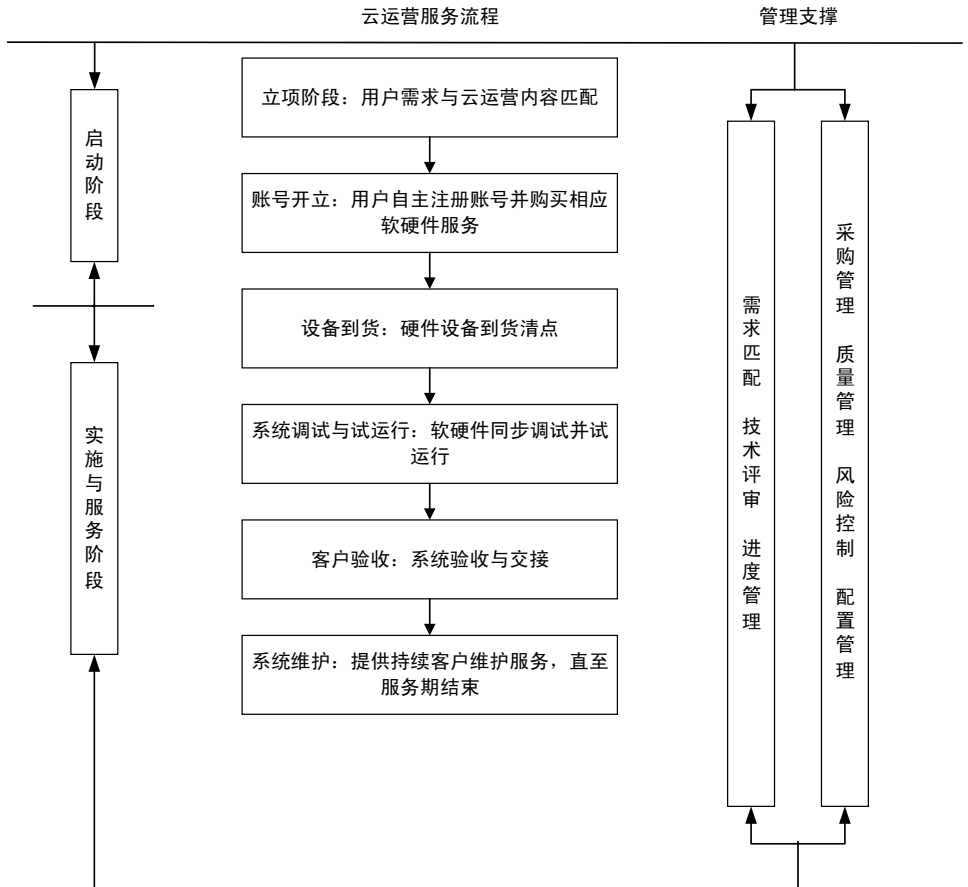 云运营服务流程
管理支撑
启动阶段
实施与服务阶段
立项阶段：用户需求与云运营内容匹配
账号开立：用户自主注册账号并购买相应
软硬件服务
设备到货：硬件设备到货清点
系统调试与试运行：软硬件同步调试并试
运行
客户验收：系统验收与交接
系统维护：提供持续客户维护服务，直至
服务期结束
需求匹配 技术评审 进度管理
采购管理 质量管理 风险控制 配置管理